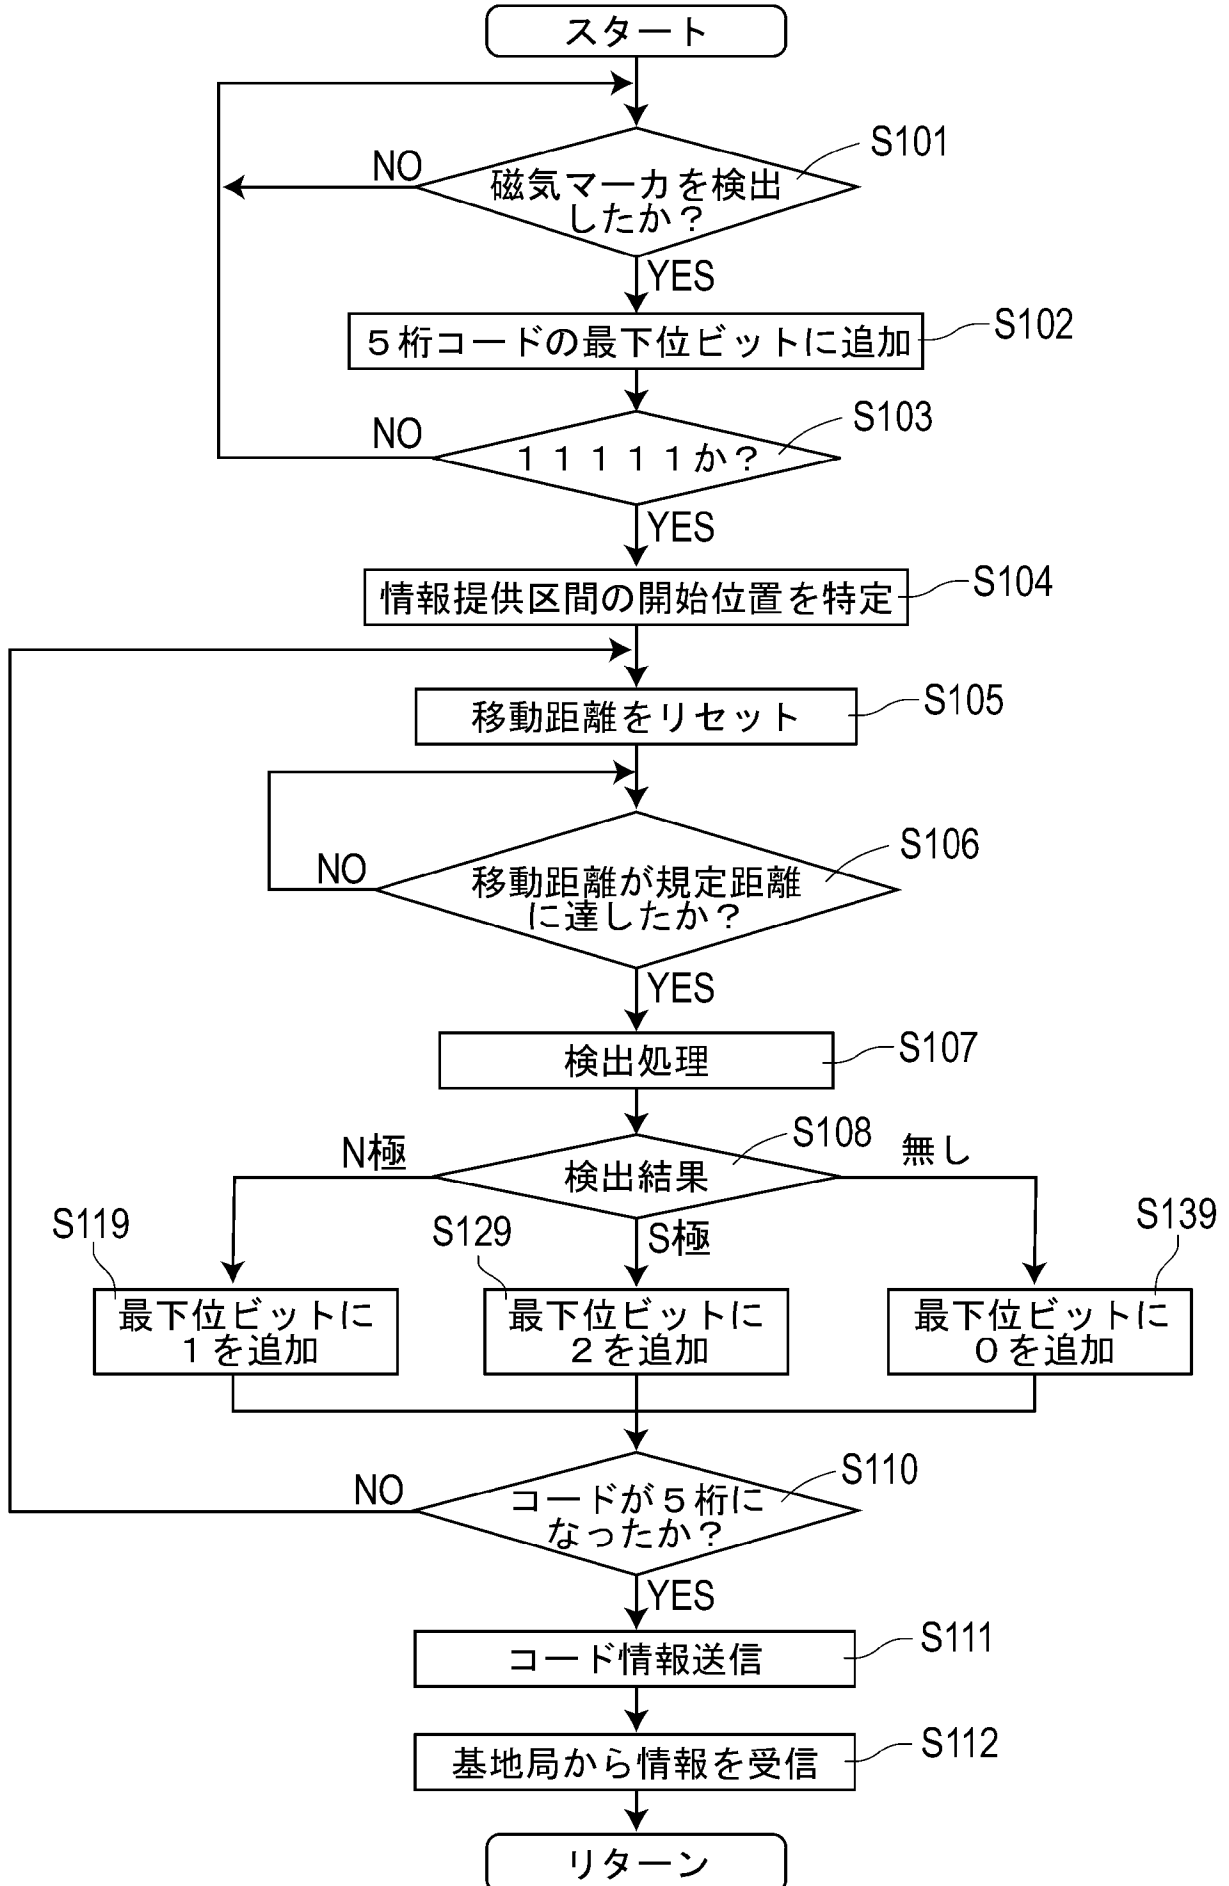 スタート
S101
NO
磁気マーカを検出
したか？
YES
S102
５桁コードの最下位ビットに追加
S103
NO
１１１１１か？
YES
S104
情報提供区間の開始位置を特定
S105
移動距離をリセット
S106
NO
移動距離が規定距離
に達したか？
YES
S107
検出処理
S108
N極
無し
検出結果
S119
S129
S極
S139
最下位ビットに
１を追加
最下位ビットに
２を追加
最下位ビットに
０を追加
S110
NO
コードが５桁に
なったか？
YES
S111
コード情報送信
S112
基地局から情報を受信
リターン